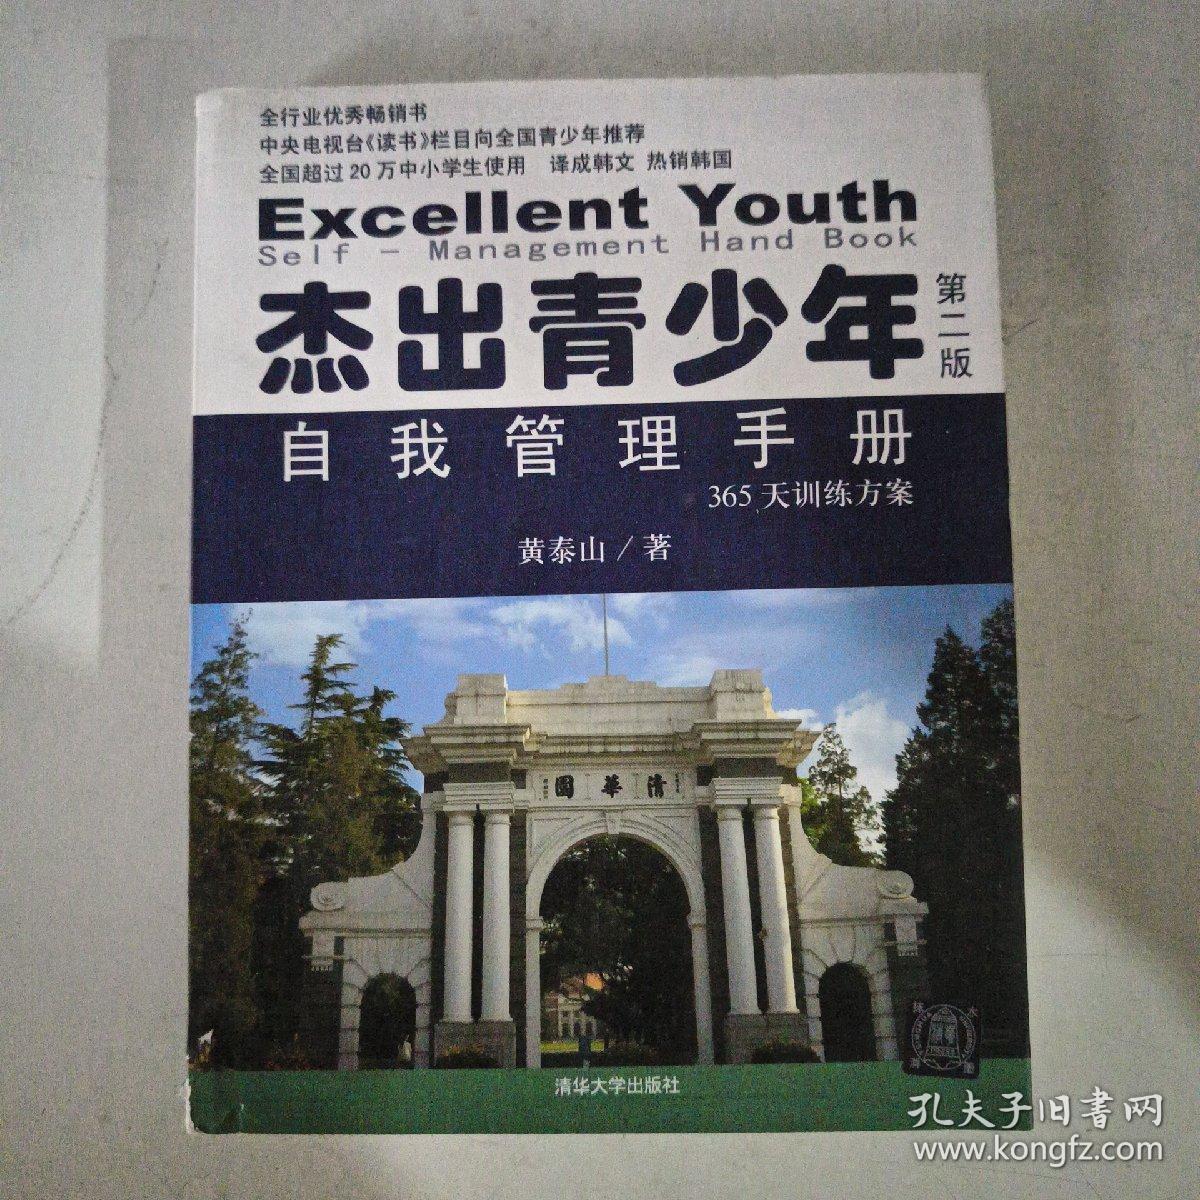 全行业优秀畅销书
中央电视台《读书》栏目向全国青少年推荐
全国超过20万中小学生使用 译成韩文 热销韩国
Excellent Youth
Self - Management Hand Book
杰出青少年
第二版
自我管理手册
365天训练方案
黄泰山/著
園華清
清华大学出版社
孔夫子旧書网
www.kongfz.com